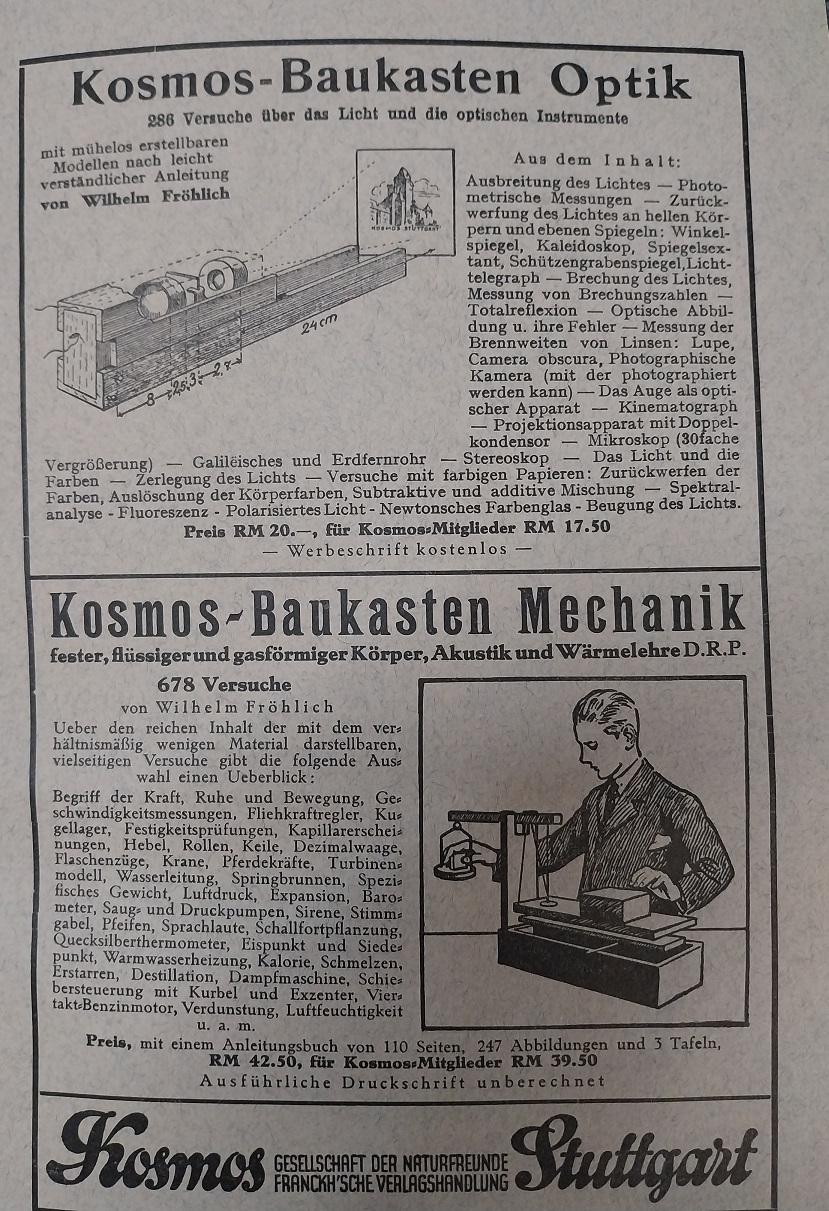 Kosmos-Baukasten Optik
286 Versuche über das Licht und die optischen Instrumente
mit mühelos erstellbaren
Modellen nach leicht
verständlicher Anleitung
von Wilhelm Fröhlich
KOSMOS STUTTGART
24 cm
Aus dem Inhalt:
Ausbreitung des Lichtes — Photo-
metrische Messungen — Zurück-
werfung des Lichtes an hellen Kör-
pern und ebenen Spiegeln: Winkel-
spiegel, Kaleidoskop, Spiegelsex-
tant, Schützengrabenspiegel, Licht-
telegraph — Brechung des Lichtes,
Messung von Brechungszahlen —
Totalreflexion — Optische Abbil-
dung u. ihre Fehler — Messung der
Brennweiten von Linsen: Lupe,
Camera obscura, Photographische
Kamera (mit der photographiert
werden kann) — Das Auge als opti-
scher Apparat — Kinematograph
— Projektionsapparat mit Doppel-
kondensor — Mikroskop (30fache
Vergrößerung) — Galiläisches und Erdfernrohr — Stereoskop — Das Licht und die
Farben — Zerlegung des Lichts — Versuche mit farbigen Papieren: Zurückwerfen der
Farben, Auslöschung der Körperfarben, Subtraktive und additive Mischung — Spektral-
analyse - Fluoreszenz - Polarisiertes Licht - Newtonsches Farbenglas - Beugung des Lichts.
Preis RM 20.—, für Kosmos=Mitglieder RM 17.50
— Werbeschrift kostenlos —
Kosmos-Baukasten Mechanik
fester, flüssiger und gasförmiger Körper, Akustik und Wärmelehre D.R.P.
678 Versuche
von Wilhelm Fröhlich
Ueber den reichen Inhalt der mit dem ver=
hältnismäßig wenigen Material darstellbaren,
vielseitigen Versuche gibt die folgende Aus=
wahl einen Ueberblick:
Begriff der Kraft, Ruhe und Bewegung, Ge=
schwindigkeitsmessungen, Fliehkraftregler, Ku=
gellager, Festigkeitsprüfungen, Kapillarerschei=
nungen, Hebel, Rollen, Keile, Dezimalwaage,
Flaschenzüge, Krane, Pferdekräfte, Turbinen=
modell, Wasserleitung, Springbrunnen, Spezi=
fisches Gewicht, Luftdruck, Expansion, Baro=
meter, Saug= und Druckpumpen, Sirene, Stimm=
gabel, Pfeifen, Sprachlaute, Schallfortpflanzung,
Quecksilberthermometer, Eispunkt und Siede=
punkt, Warmwasserheizung, Kalorie, Schmelzen,
Erstarren, Destillation, Dampfmaschine, Schie=
bersteuerung mit Kurbel und Exzenter, Vier=
takt=Benzinmotor, Verdunstung, Luftfeuchtigkeit
u. a. m.
Preis, mit einem Anleitungsbuch von 110 Seiten, 247 Abbildungen und 3 Tafeln,
RM 42.50, für Kosmos=Mitglieder RM 39.50
Ausführliche Druckschrift unberechnet
Kosmos GESELLSCHAFT DER NATURFREUNDE Stuttgart
FRANCKH'SCHE VERLAGSHANDLUNG